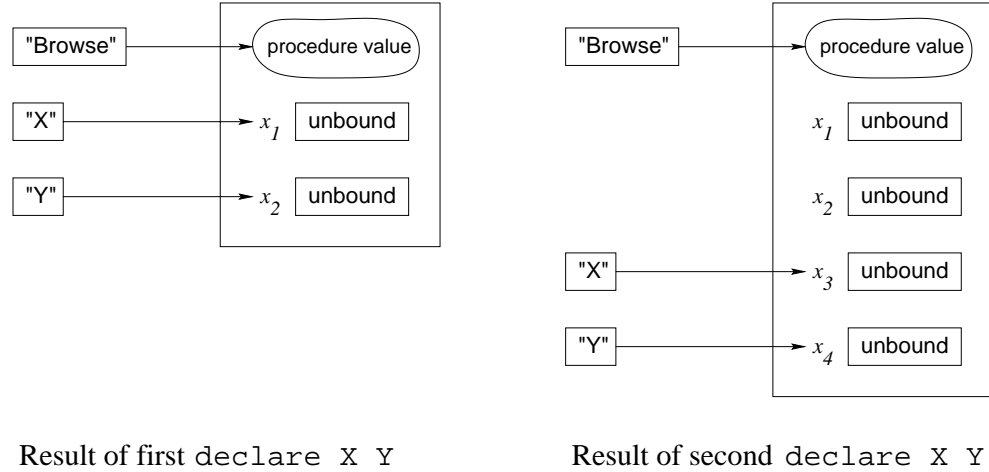 "Browse" procedure value
"X" x1 unbound
"Y" x2 unbound
Result of first declare X Y
"Browse" procedure value
x1 unbound
x2 unbound
"X" x3 unbound
"Y" x4 unbound
Result of second declare X Y